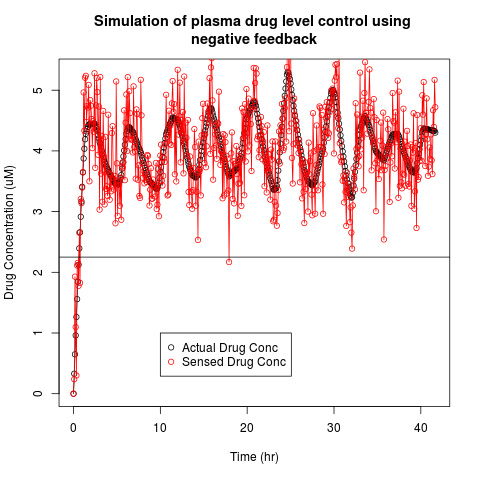 Simulation of plasma drug level control using
negative feedback
Drug Concentration (uM)
5
4
3
2
1
0
Actual Drug Conc
Sensed Drug Conc
0 10 20 30 40
Time (hr)